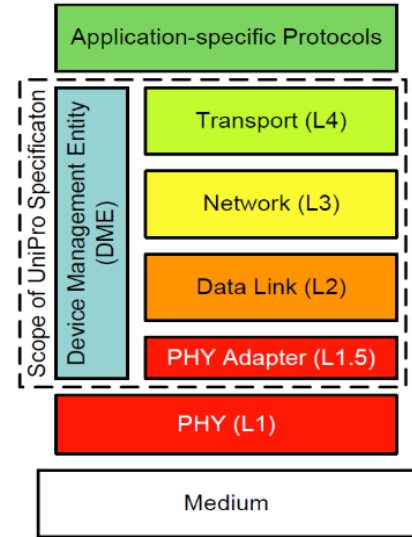 Application-specific Protocols
Scope of UniPro Specificaton
Device Management Entity
(DME)
Transport (L4)
Network (L3)
Data Link (L2)
PHY Adapter (L1.5)
PHY (L1)
Medium